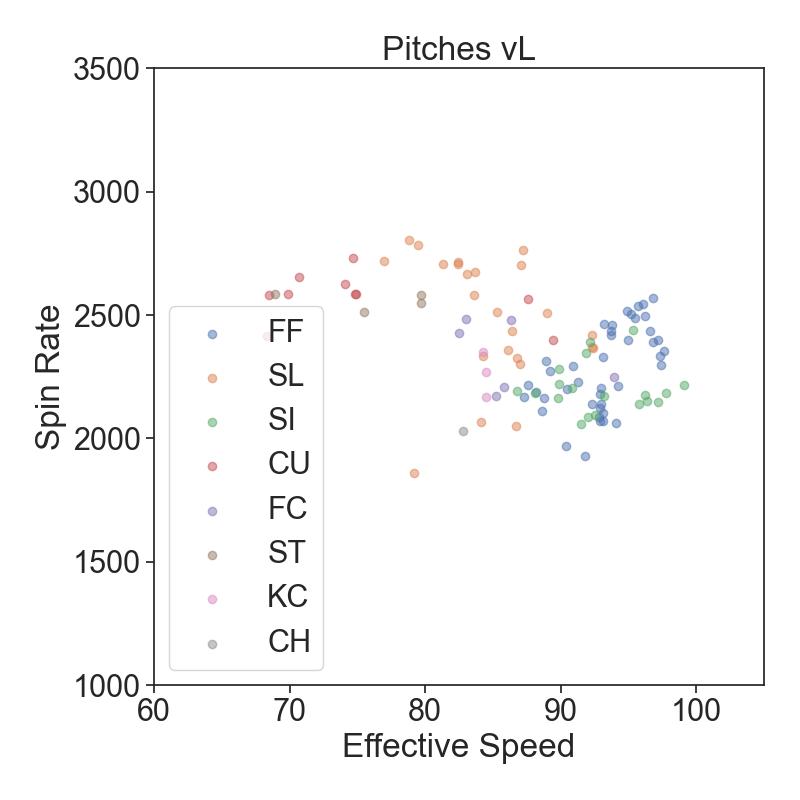 Pitches vL
3500
3000
2500
2000
1500
1000
Spin Rate
FF
SL
SI
CU
FC
ST
KC
CH
60 70 80 90 100
Effective Speed